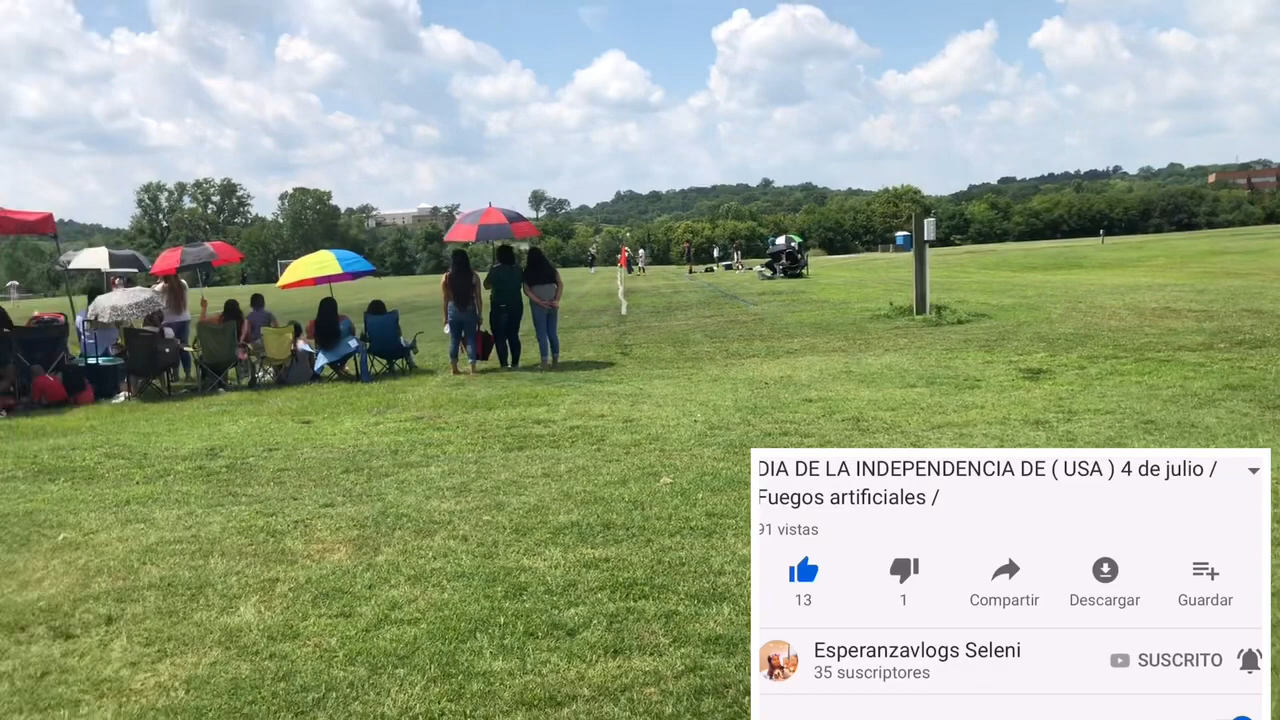 DIA DE LA INDEPENDENCIA DE ( USA ) 4 de julio /
Fuegos artificiales /
91 vistas
13
1
Compartir
Descargar
Guardar
Esperanzavlogs Seleni
35 suscriptores
SUSCRITO